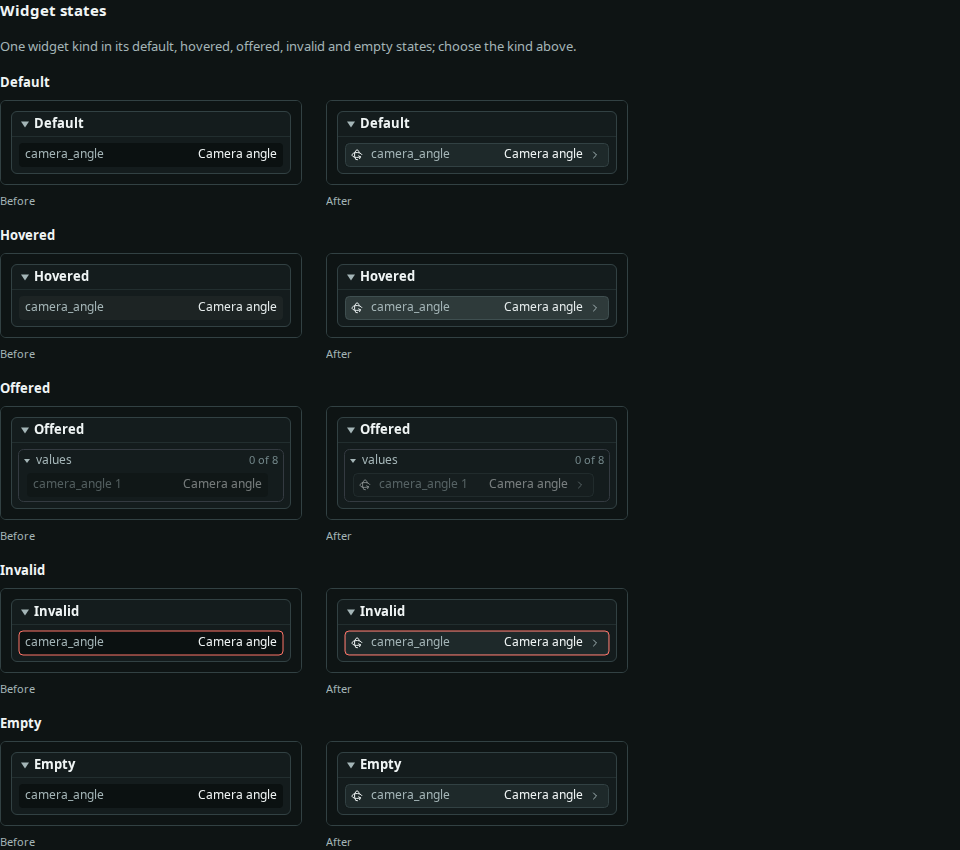 Widget states
One widget kind in its default, hovered, offered, invalid and empty states; choose the kind above.
Default
Default
camera_angle Camera angle
Default
camera_angle Camera angle
Before
After
Hovered
Hovered
camera_angle Camera angle
Hovered
camera_angle Camera angle
Before
After
Offered
Offered
values 0 of 8
camera_angle 1 Camera angle
Offered
values 0 of 8
camera_angle 1 Camera angle
Before
After
Invalid
Invalid
camera_angle Camera angle
Invalid
camera_angle Camera angle
Before
After
Empty
Empty
camera_angle Camera angle
Empty
camera_angle Camera angle
Before
After